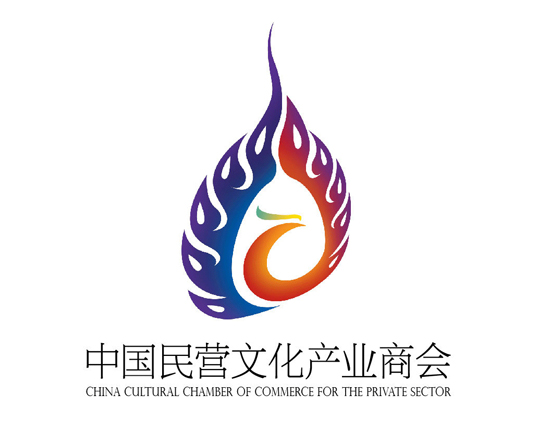 中国民营文化产业商会
CHINA CULTURAL CHAMBER OF COMMERCE FOR THE PRIVATE SECTOR